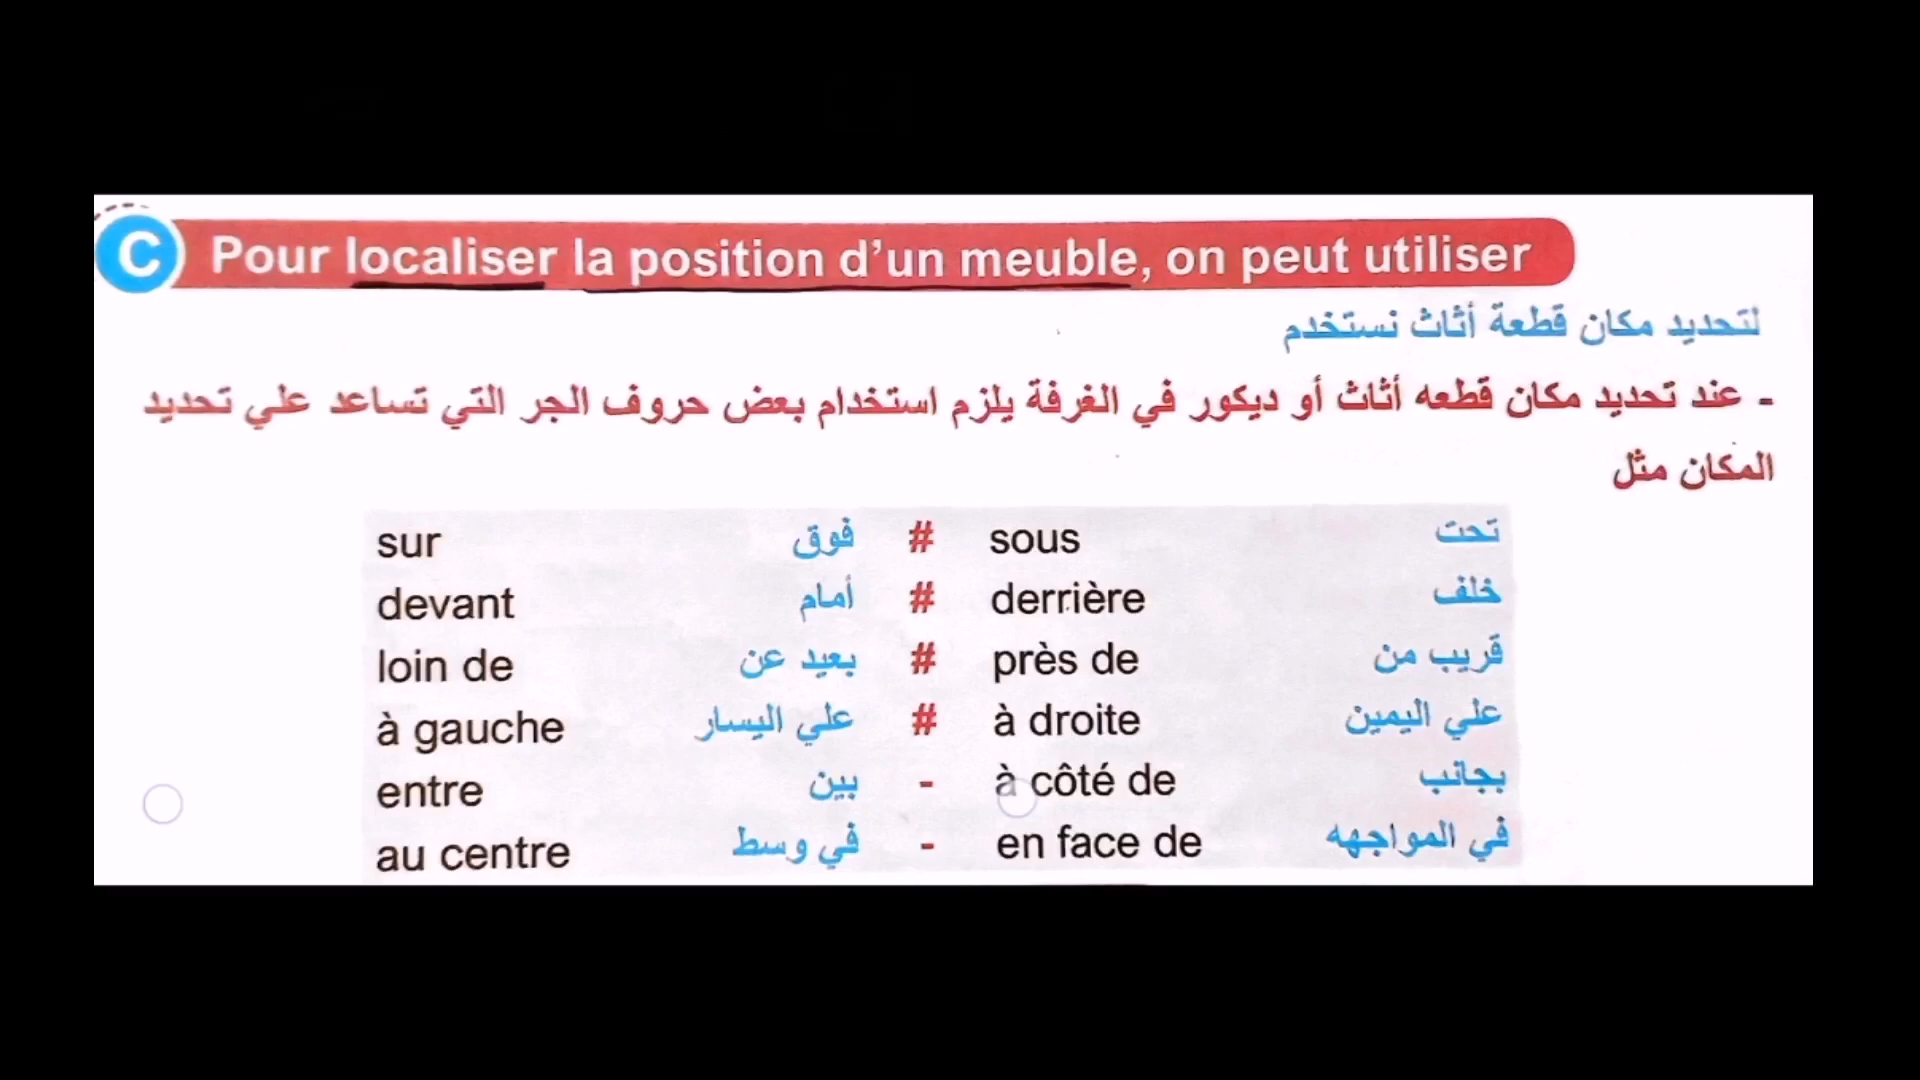 C Pour localiser la position d'un meuble, on peut utiliser
لتحديد مكان قطعة أثاث نستخدم
- عند تحديد مكان قطعه أثاث أو ديكور في الغرفة يلزم استخدام بعض حروف الجر التي تساعد علي تحديد
المكان مثل
sur فوق # sous تحت
devant أمام # derrière خلف
loin de بعيد عن # près de قريب من
à gauche علي اليسار # à droite علي اليمين
entre بين - à côté de بجانب
au centre في وسط - en face de في المواجهه